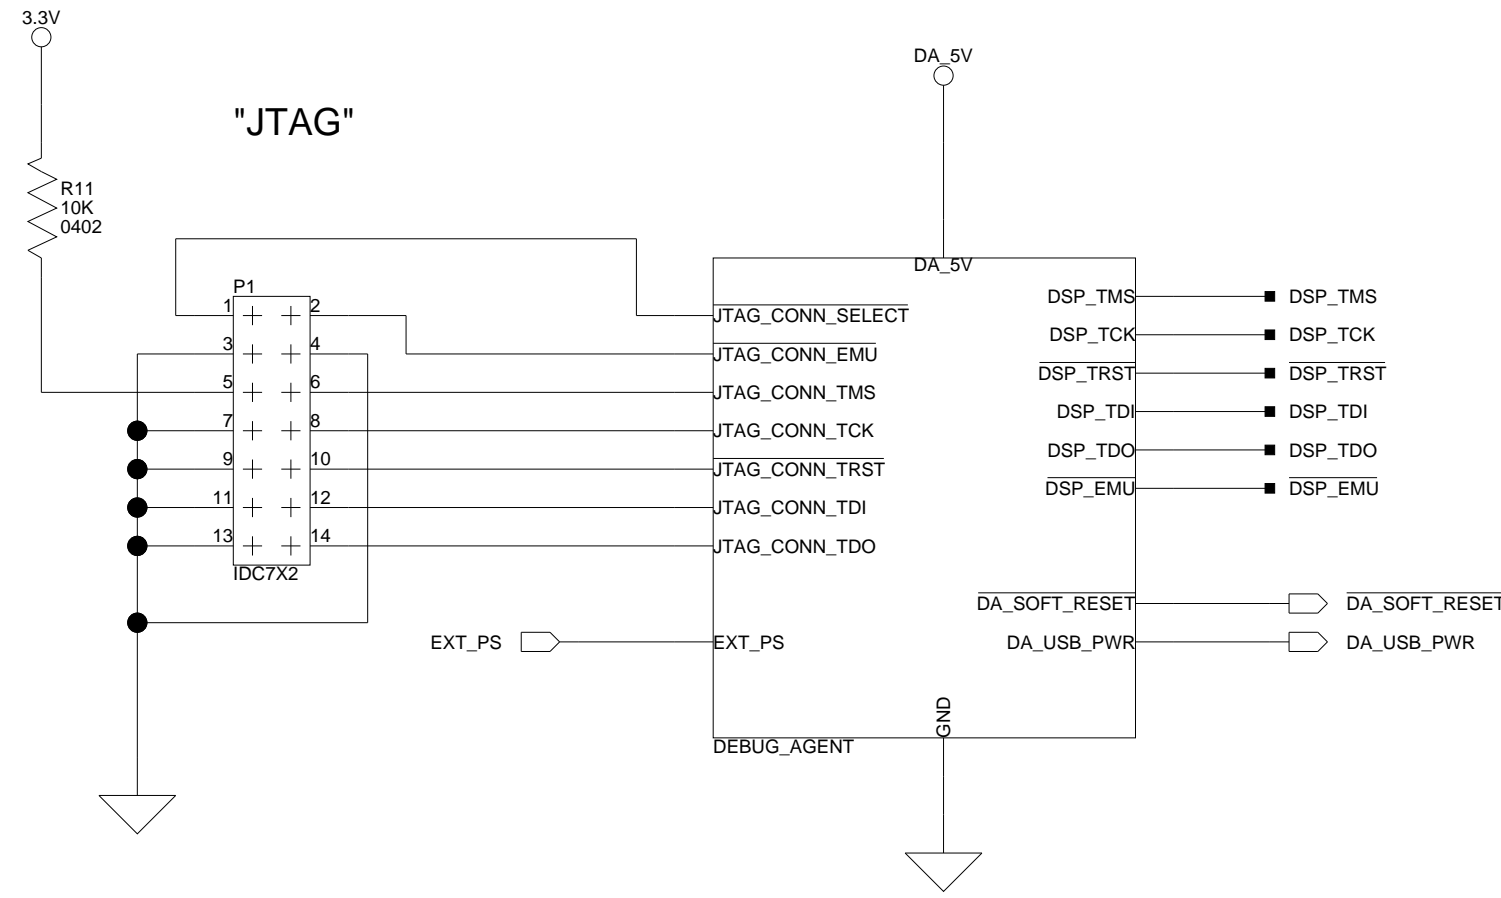 3.3V
DA_5V
"JTAG"
R11
10K
0402
DA_5V
P1
DSP_TMS DSP_TMS
1 2
JTAG_CONN_SELECT
DSP_TCK DSP_TCK
3 4
JTAG_CONN_EMU
DSP_TRST DSP_TRST
5 6
JTAG_CONN_TMS
DSP_TDI DSP_TDI
7 8
JTAG_CONN_TCK
DSP_TDO DSP_TDO
9 10
JTAG_CONN_TRST
DSP_EMU DSP_EMU
11 12
JTAG_CONN_TDI
13 14
JTAG_CONN_TDO
IDC7X2
DA_SOFT_RESET DA_SOFT_RESET
EXT_PS EXT_PS
DA_USB_PWR DA_USB_PWR
GND
DEBUG_AGENT